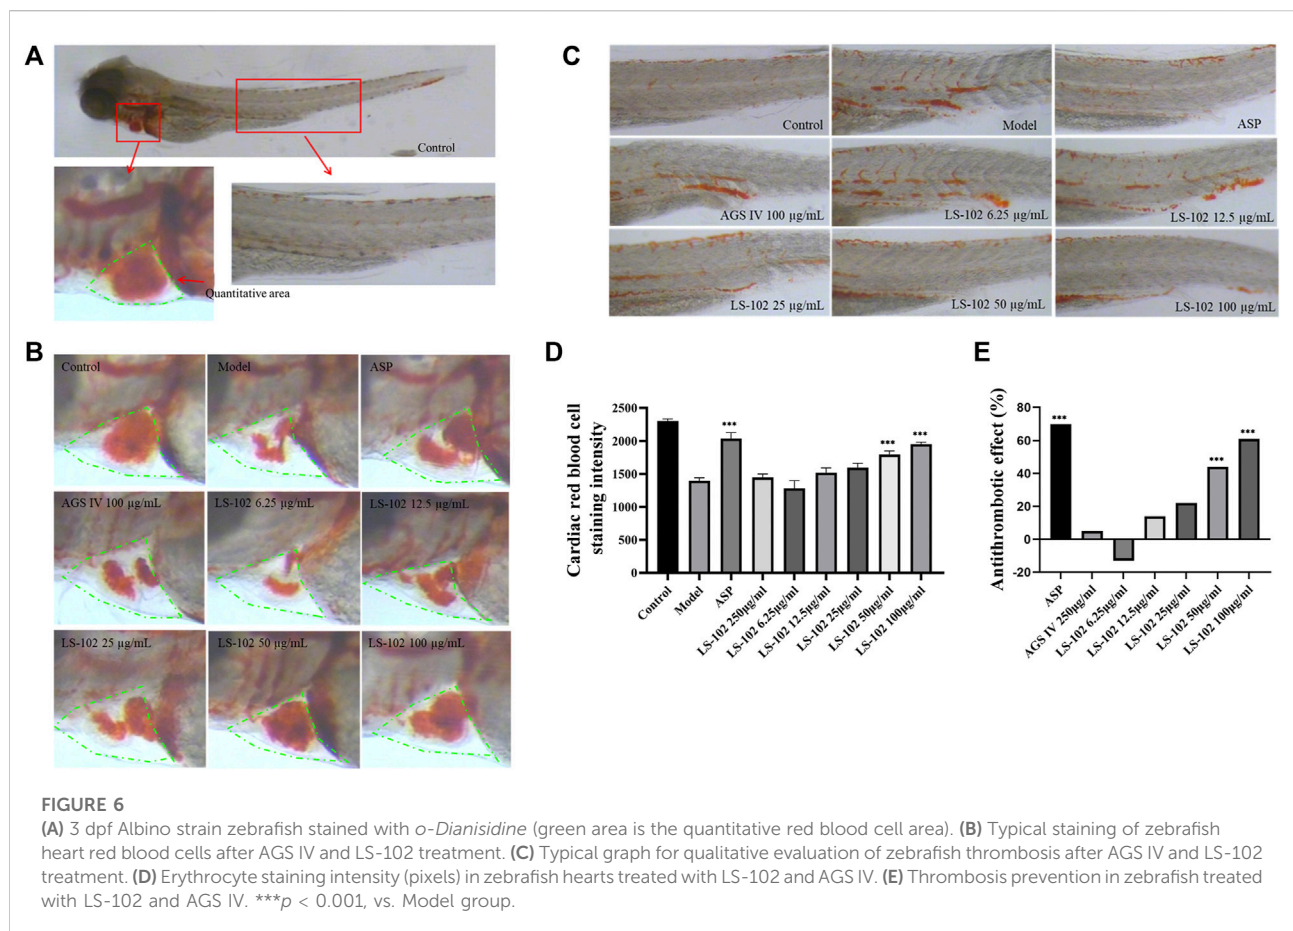 A
Control
Quantitative area
B
Control
Model
ASP
AGS IV 100 µg/mL
LS-102 6.25 µg/mL
LS-102 12.5 µg/mL
LS-102 25 µg/mL
LS-102 50 µg/mL
LS-102 100 µg/mL
C
Control
Model
ASP
AGS IV 100 µg/mL
LS-102 6.25 µg/mL
LS-102 12.5 µg/mL
LS-102 25 µg/mL
LS-102 50 µg/mL
LS-102 100 µg/mL
D
Cardiac red blood cell
staining intensity
2500
2000
1500
1000
500
0
***
***
***
Control
Model
ASP
LS-102 250µg/ml
LS-102 6.25µg/ml
LS-102 12.5µg/ml
LS-102 25µg/ml
LS-102 50µg/ml
LS-102 100µg/ml
E
Antithrombotic effect (%)
80
60
40
20
0
-20
***
***
***
ASP
AGS IV 250µg/ml
LS-102 6.25µg/ml
LS-102 12.5µg/ml
LS-102 25µg/ml
LS-102 50µg/ml
LS-102 100µg/ml
FIGURE 6
(A) 3 dpf Albino strain zebrafish stained with o-Dianisidine (green area is the quantitative red blood cell area). (B) Typical staining of zebrafish
heart red blood cells after AGS IV and LS-102 treatment. (C) Typical graph for qualitative evaluation of zebrafish thrombosis after AGS IV and LS-102
treatment. (D) Erythrocyte staining intensity (pixels) in zebrafish hearts treated with LS-102 and AGS IV. (E) Thrombosis prevention in zebrafish treated
with LS-102 and AGS IV. ***p < 0.001, vs. Model group.